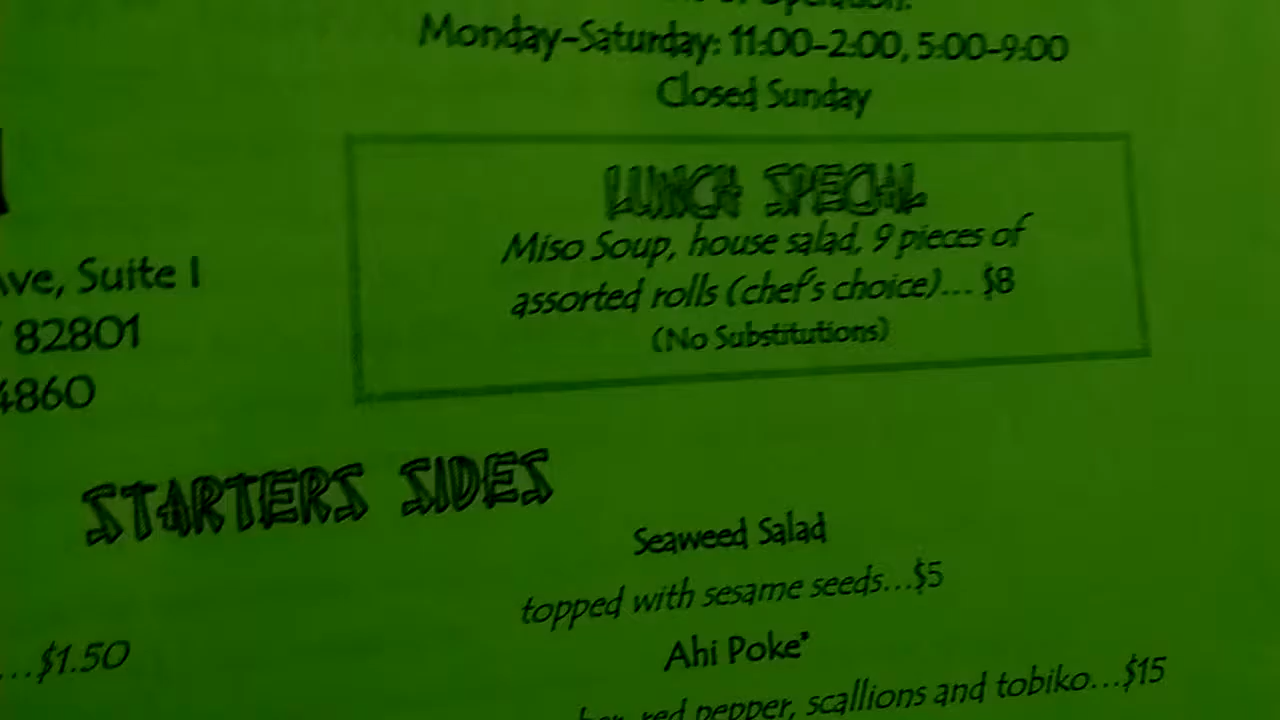 Operation:
Monday-Saturday: 11:00-2:00, 5:00-9:00
Closed Sunday
LUNCH SPECIAL
Miso Soup, house salad, 9 pieces of
assorted rolls (chef's choice)... $8
(No Substitutions)
Ave, Suite I
82801
4860
STARTERS SIDES
Seaweed Salad
topped with sesame seeds...$5
Ahi Poke*
red pepper, scallions and tobiko...$15
...$1.50